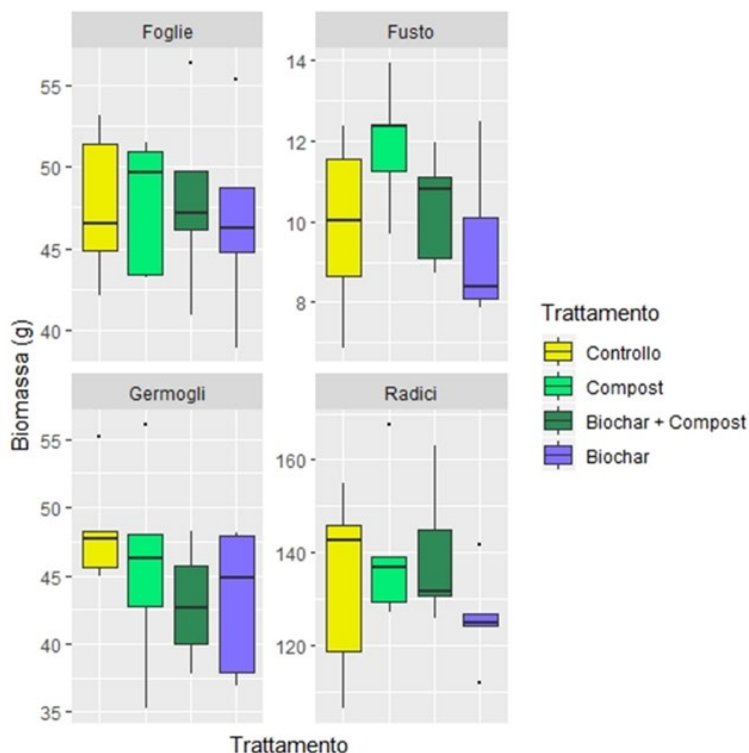 Foglie
Fusto
55
50
45
40
14
12
10
8
Germogli
Radici
55
50
45
40
35
160
140
120
Biomassa (g)
Trattamento
Trattamento
Controllo
Compost
Biochar + Compost
Biochar